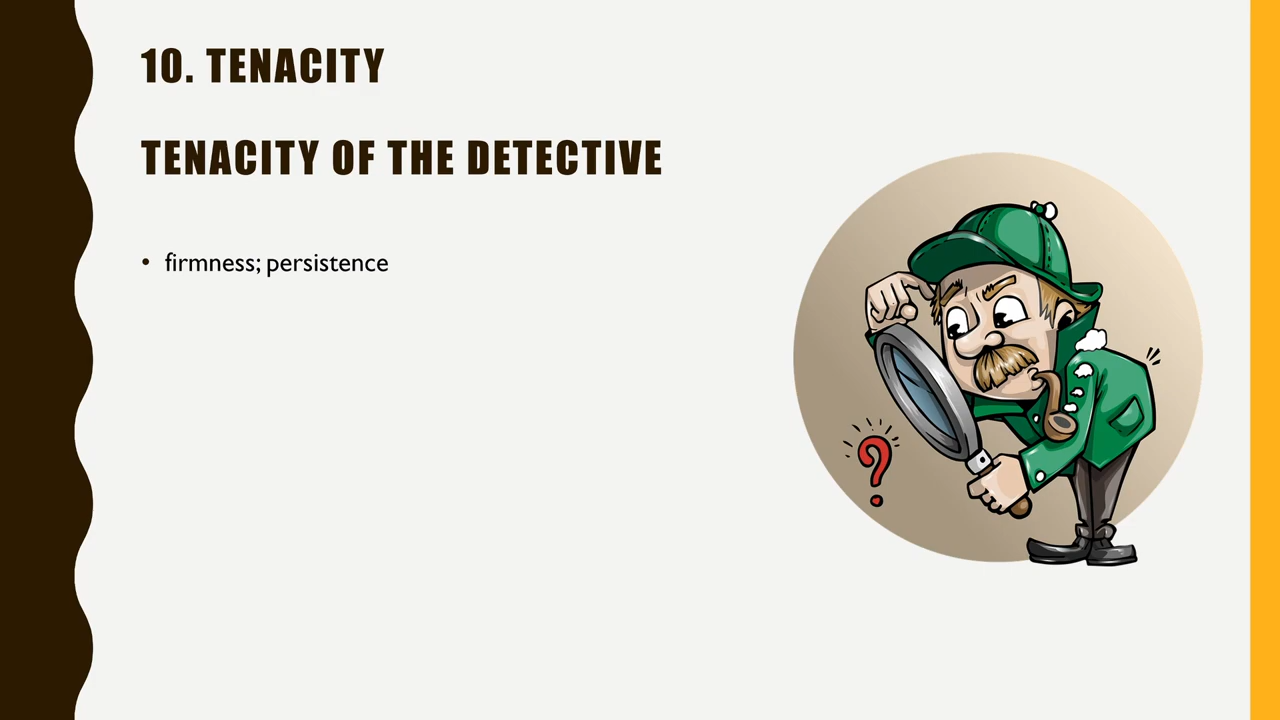 10. TENACITY
TENACITY OF THE DETECTIVE
• firmness; persistence
?